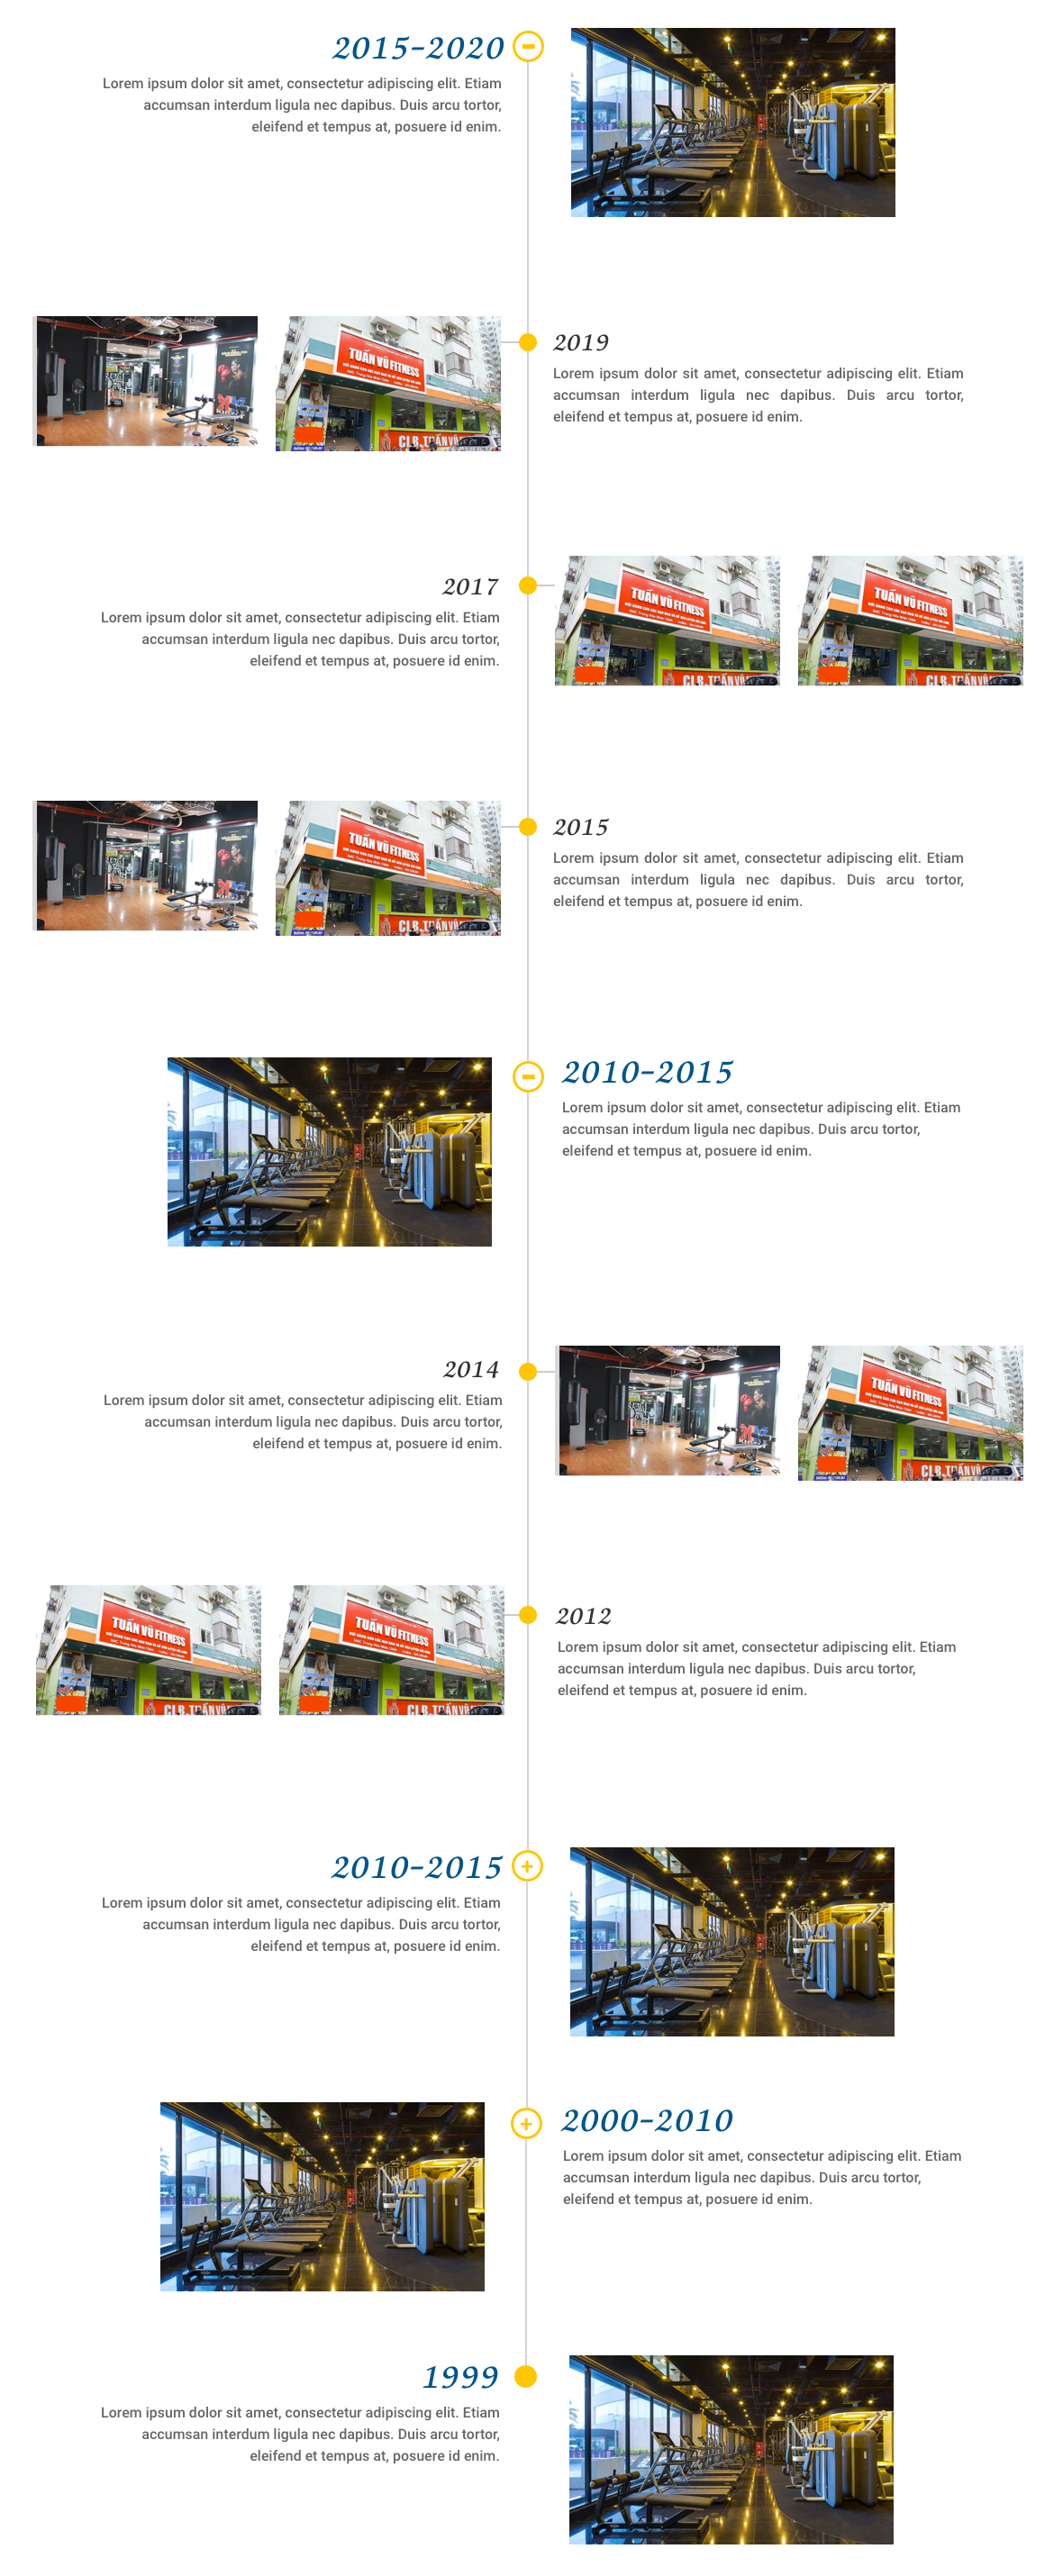 2015-2020
Lorem ipsum dolor sit amet, consectetur adipiscing elit. Etiam
accumsan interdum ligula nec dapibus. Duis arcu tortor,
eleifend et tempus at, posuere id enim.
TUẤN VŨ FITNESS
CLB.TUẤN VŨ
2019
Lorem ipsum dolor sit amet, consectetur adipiscing elit. Etiam
accumsan interdum ligula nec dapibus. Duis arcu tortor,
eleifend et tempus at, posuere id enim.
2017
Lorem ipsum dolor sit amet, consectetur adipiscing elit. Etiam
accumsan interdum ligula nec dapibus. Duis arcu tortor,
eleifend et tempus at, posuere id enim.
TUẤN VŨ FITNESS
CLB.TUẤN VŨ
TUẤN VŨ FITNESS
CLB.TUẤN VŨ
TUẤN VŨ FITNESS
CLB.TUẤN VŨ
2015
Lorem ipsum dolor sit amet, consectetur adipiscing elit. Etiam
accumsan interdum ligula nec dapibus. Duis arcu tortor,
eleifend et tempus at, posuere id enim.
2010-2015
Lorem ipsum dolor sit amet, consectetur adipiscing elit. Etiam
accumsan interdum ligula nec dapibus. Duis arcu tortor,
eleifend et tempus at, posuere id enim.
2014
Lorem ipsum dolor sit amet, consectetur adipiscing elit. Etiam
accumsan interdum ligula nec dapibus. Duis arcu tortor,
eleifend et tempus at, posuere id enim.
TUẤN VŨ FITNESS
CLB.TUẤN VŨ
TUẤN VŨ FITNESS
CLB.TUẤN VŨ
TUẤN VŨ FITNESS
CLB.TUẤN VŨ
2012
Lorem ipsum dolor sit amet, consectetur adipiscing elit. Etiam
accumsan interdum ligula nec dapibus. Duis arcu tortor,
eleifend et tempus at, posuere id enim.
2010-2015
Lorem ipsum dolor sit amet, consectetur adipiscing elit. Etiam
accumsan interdum ligula nec dapibus. Duis arcu tortor,
eleifend et tempus at, posuere id enim.
2000-2010
Lorem ipsum dolor sit amet, consectetur adipiscing elit. Etiam
accumsan interdum ligula nec dapibus. Duis arcu tortor,
eleifend et tempus at, posuere id enim.
1999
Lorem ipsum dolor sit amet, consectetur adipiscing elit. Etiam
accumsan interdum ligula nec dapibus. Duis arcu tortor,
eleifend et tempus at, posuere id enim.